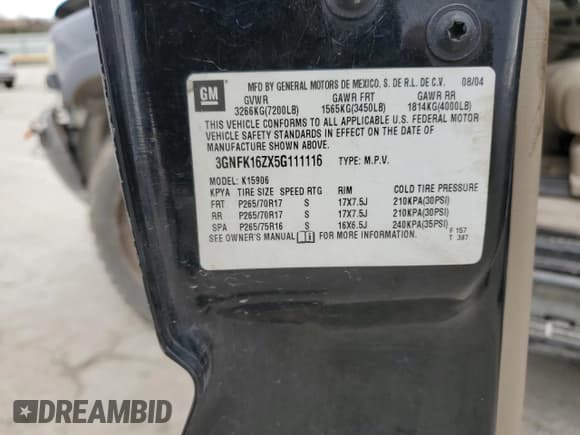 GM
MFD BY GENERAL MOTORS DE MEXICO, S. DE R.L. DE C.V. 08/04
GVWR GAWR FRT GAWR RR
3266KG(7200LB) 1565KG(3450LB) 1814KG(4000LB)
THIS VEHICLE CONFORMS TO ALL APPLICABLE U.S. FEDERAL MOTOR
VEHICLE SAFETY STANDARDS IN EFFECT ON THE DATE OF
MANUFACTURE SHOWN ABOVE.
3GNFK16ZX5G111116 TYPE: M.P.V.
MODEL: K15906
KPYA TIRE SIZE SPEED RTG RIM COLD TIRE PRESSURE
FRT P265/70R17 S 17X7.5J 210KPA(30PSI)
RR P265/70R17 S 17X7.5J 210KPA(30PSI)
SPA P265/75R16 S 16X6.5J 240KPA(35PSI)
SEE OWNER'S MANUAL FOR MORE INFORMATION.
F 157
T 387
DREAMBID